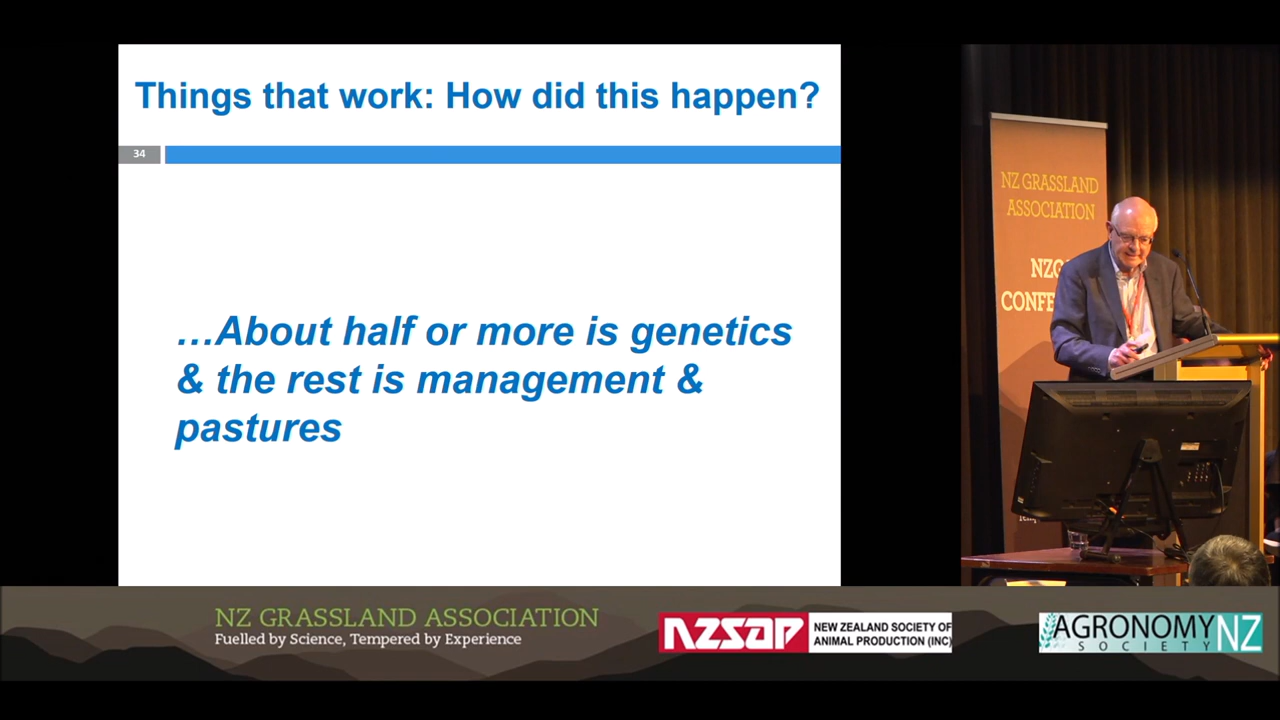 Things that work: How did this happen?
34
…About half or more is genetics
& the rest is management &
pastures
NZ GRASSLAND
ASSOCIATION
CONFE
NZ GRASSLAND ASSOCIATION
Fuelled by Science, Tempered by Experience
NZSAP
NEW ZEALAND SOCIETY OF
ANIMAL PRODUCTION (INC)
AGRONOMY NZ
SOCIETY